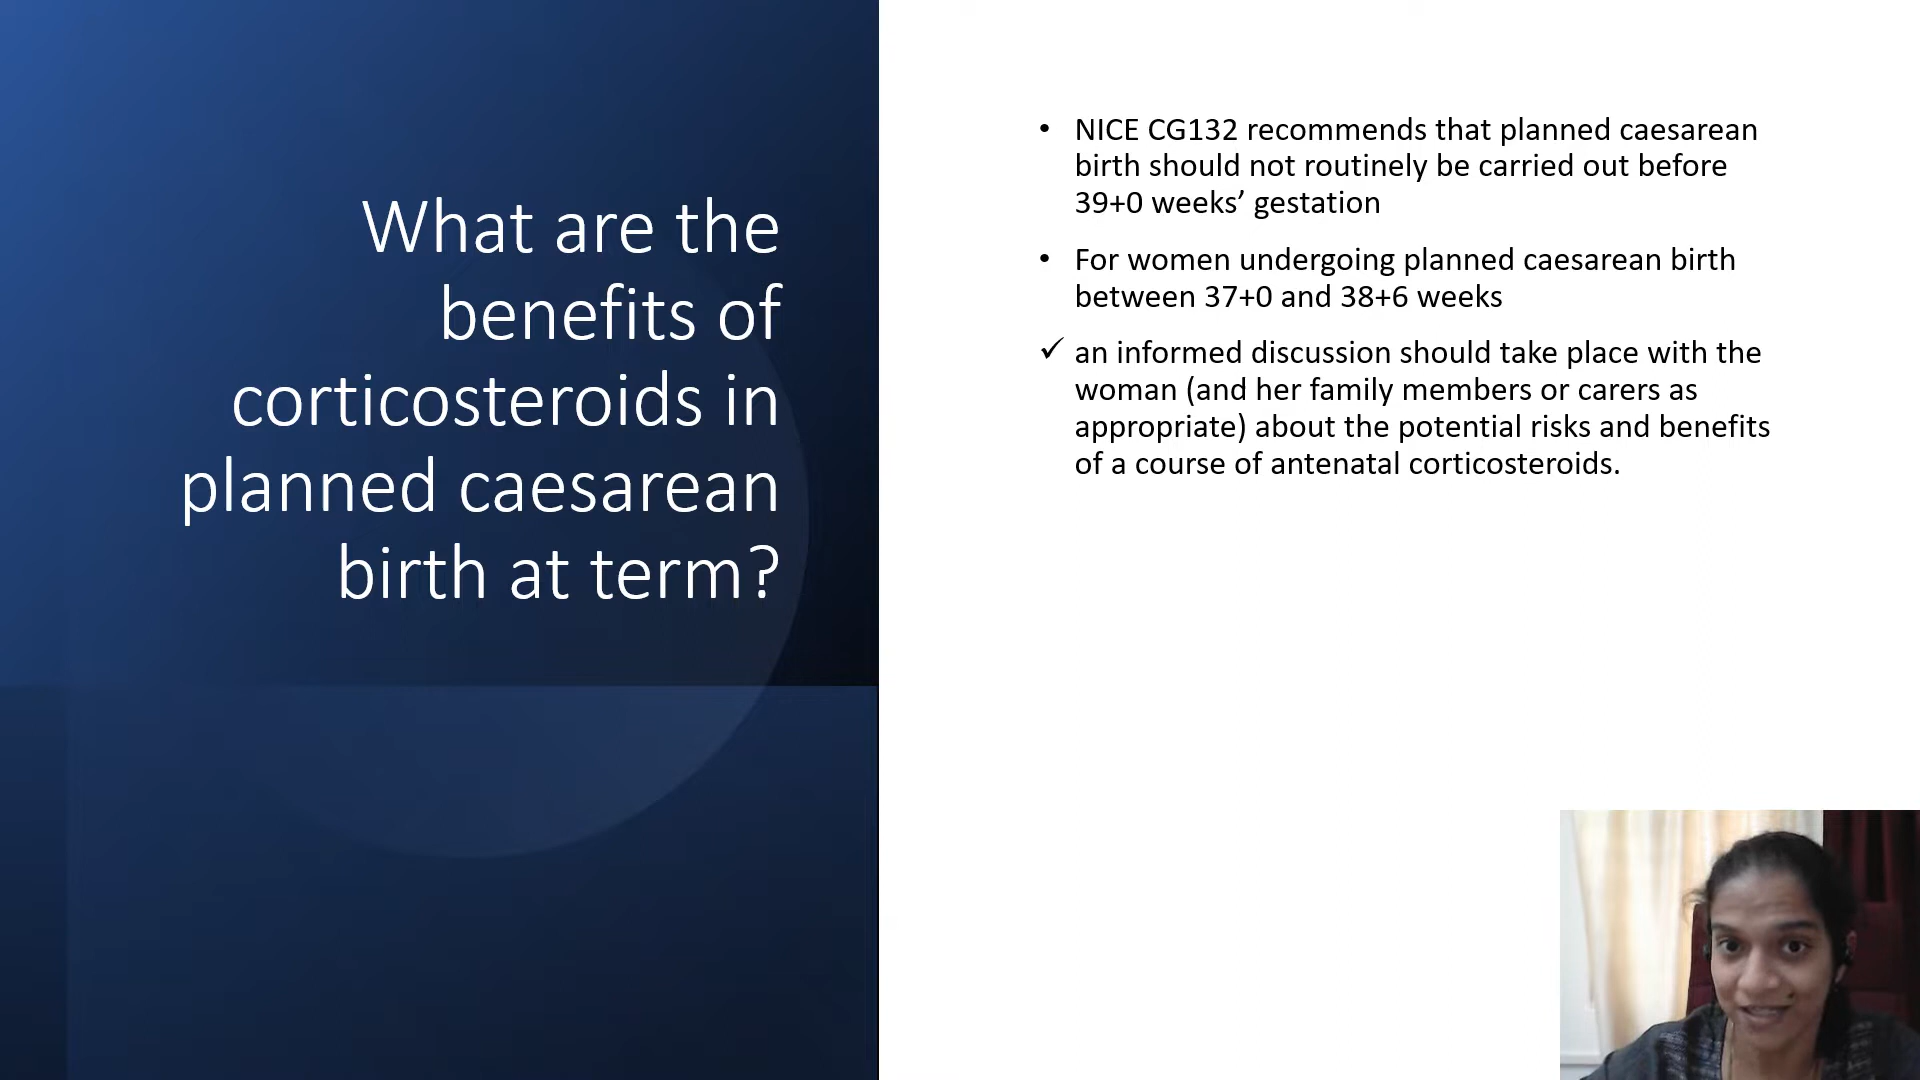 What are the
benefits of
corticosteroids in
planned caesarean
birth at term?
• NICE CG132 recommends that planned caesarean
birth should not routinely be carried out before
39+0 weeks’ gestation
• For women undergoing planned caesarean birth
between 37+0 and 38+6 weeks
✓ an informed discussion should take place with the
woman (and her family members or carers as
appropriate) about the potential risks and benefits
of a course of antenatal corticosteroids.